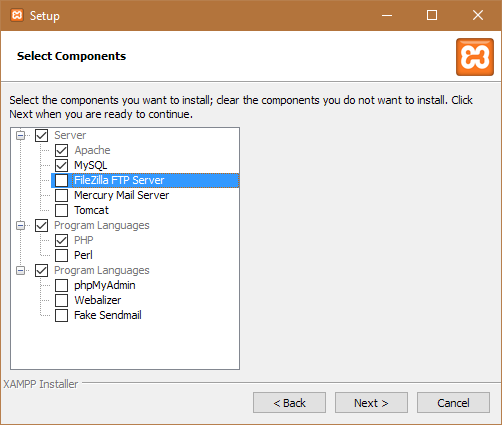 Setup
Select Components
Select the components you want to install; clear the components you do not want to install. Click
Next when you are ready to continue.
Server
Apache
MySQL
FileZilla FTP Server
Mercury Mail Server
Tomcat
Program Languages
PHP
Perl
Program Languages
phpMyAdmin
Webalizer
Fake Sendmail
XAMPP Installer
< Back
Next >
Cancel